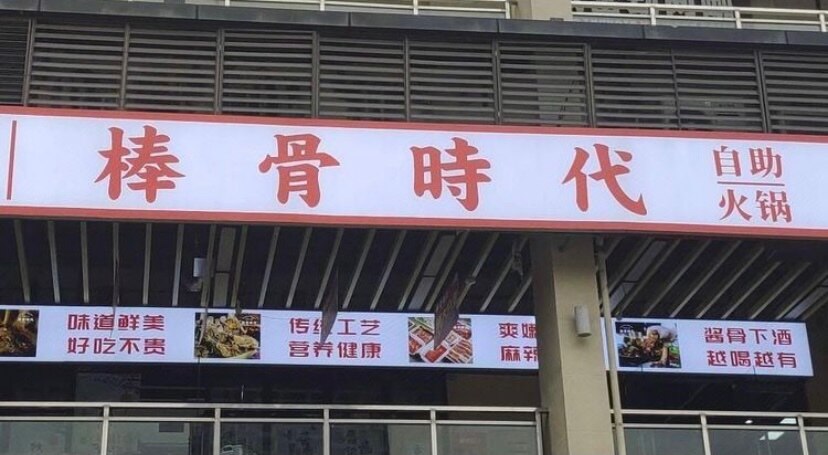 棒骨時代
自助
火锅
味道鲜美
好吃不贵
传统工艺
营养健康
爽嫩
麻辣
酱骨下酒
越喝越有